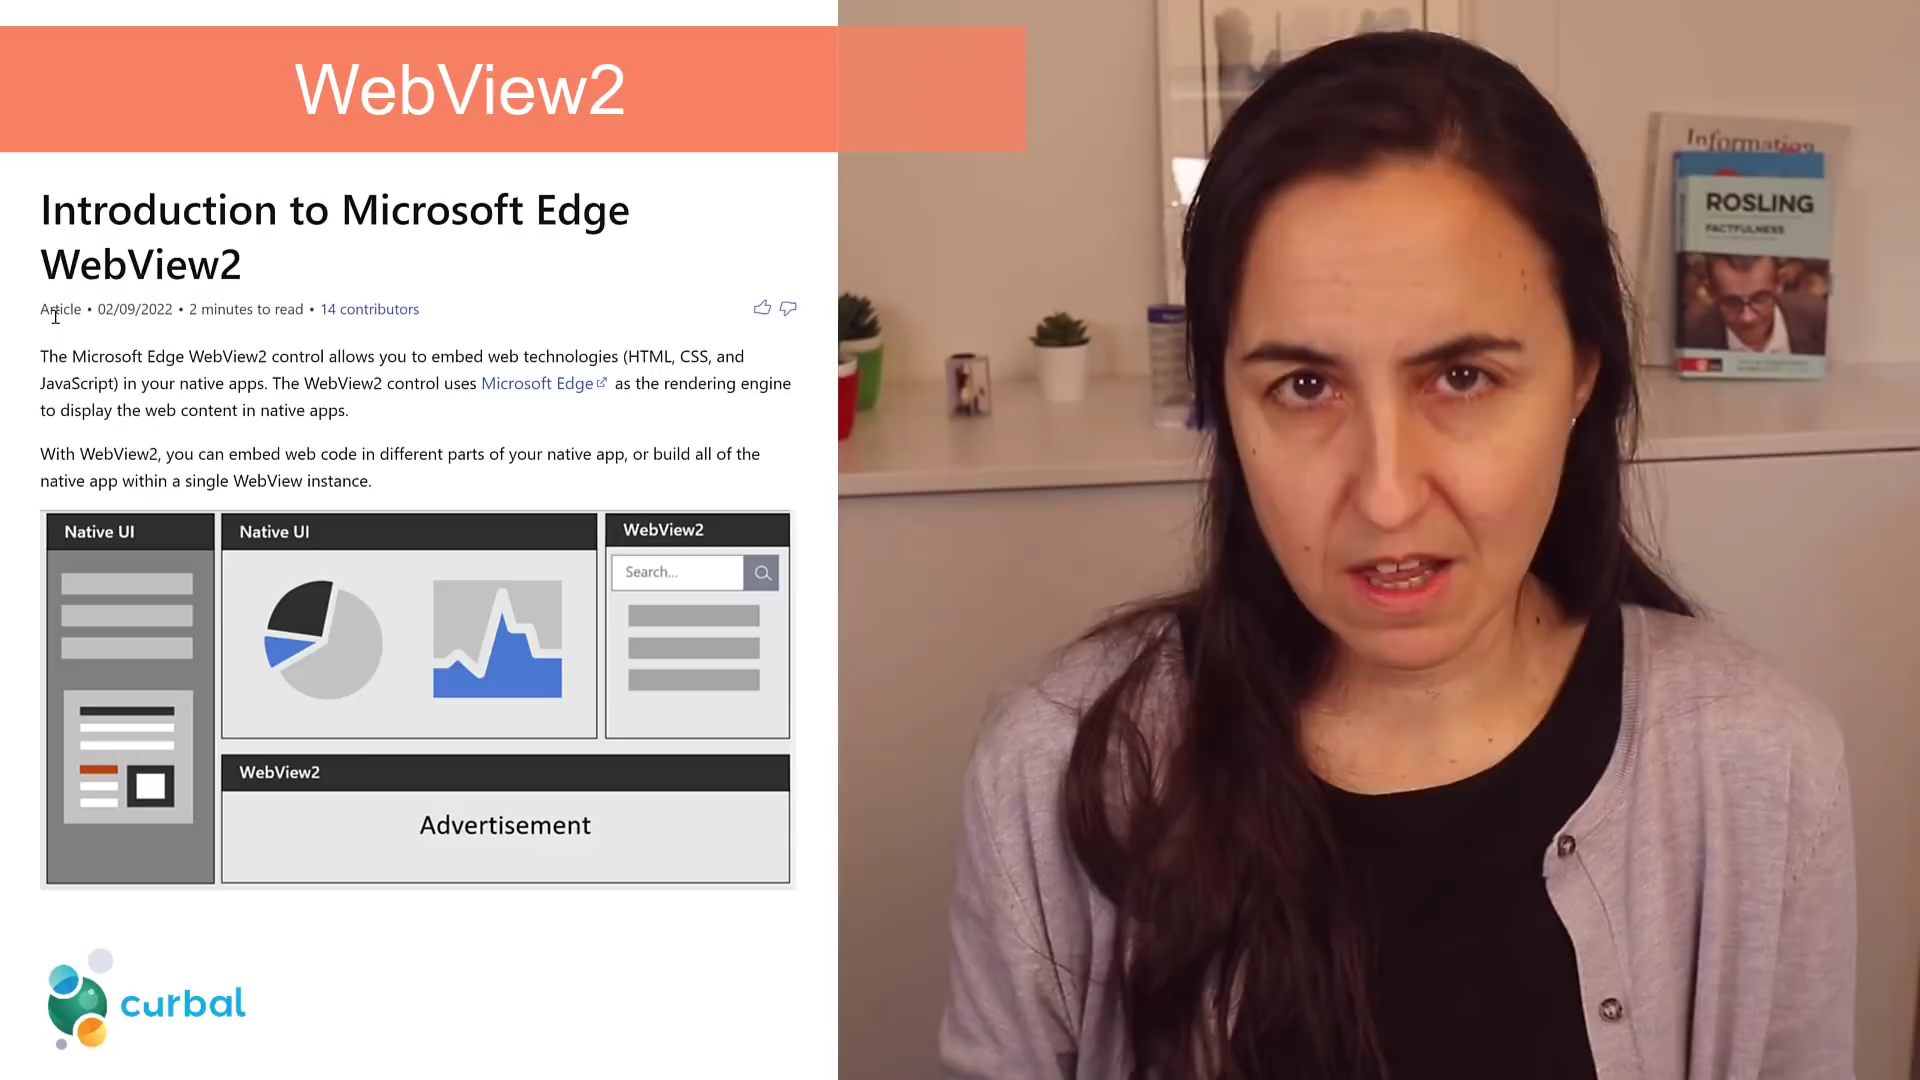 WebView2
Introduction to Microsoft Edge
WebView2
Article • 02/09/2022 • 2 minutes to read • 14 contributors
The Microsoft Edge WebView2 control allows you to embed web technologies (HTML, CSS, and
JavaScript) in your native apps. The WebView2 control uses Microsoft Edge as the rendering engine
to display the web content in native apps.
With WebView2, you can embed web code in different parts of your native app, or build all of the
native app within a single WebView instance.
Native UI
Native UI
WebView2
Search...
WebView2
Advertisement
curbal
Information
ROSLING
FACTFULNESS